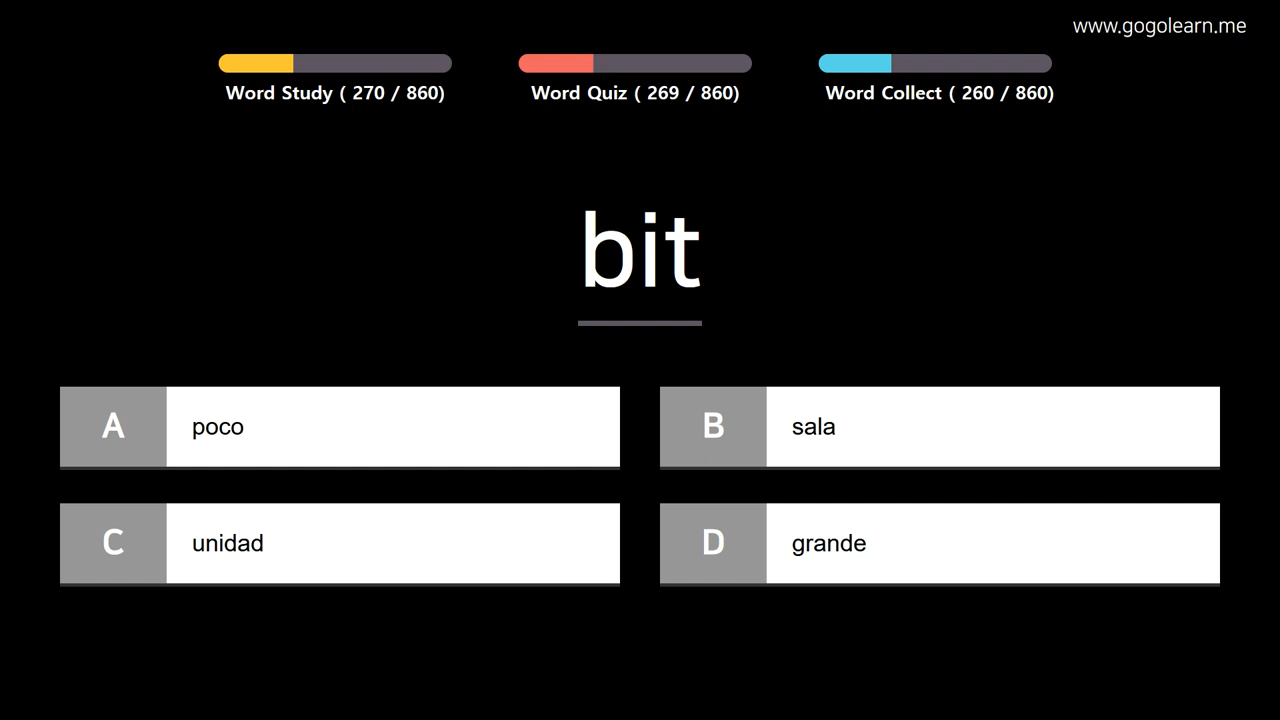 www.gogolearn.me
Word Study ( 270 / 860)
Word Quiz ( 269 / 860)
Word Collect ( 260 / 860)
bit
A poco
B sala
C unidad
D grande